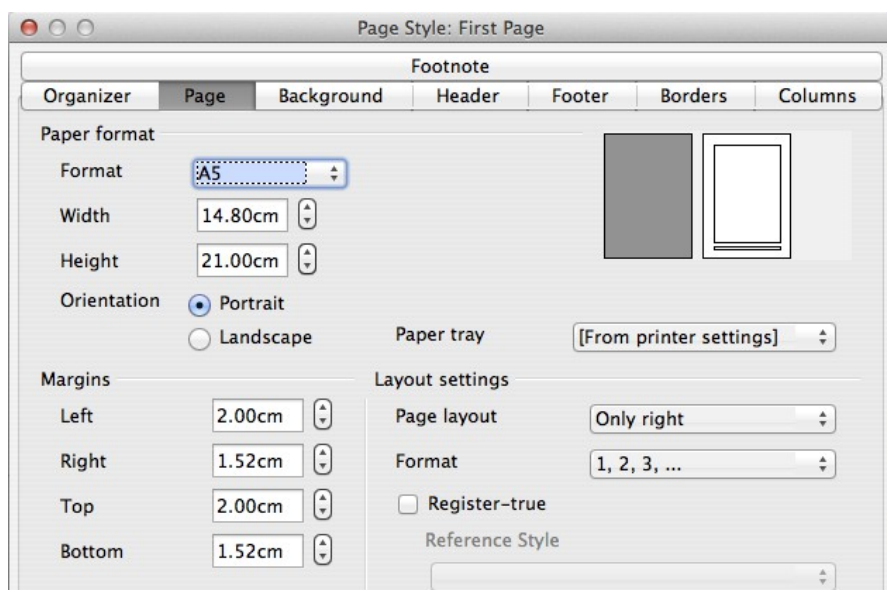 Page Style: First Page
Footnote
Organizer Page Background Header Footer Borders Columns
Paper format
Format A5
Width 14.80cm
Height 21.00cm
Orientation Portrait
Landscape Paper tray [From printer settings]
Margins Layout settings
Left 2.00cm Page layout Only right
Right 1.52cm Format 1, 2, 3, ...
Top 2.00cm Register-true
Bottom 1.52cm Reference Style